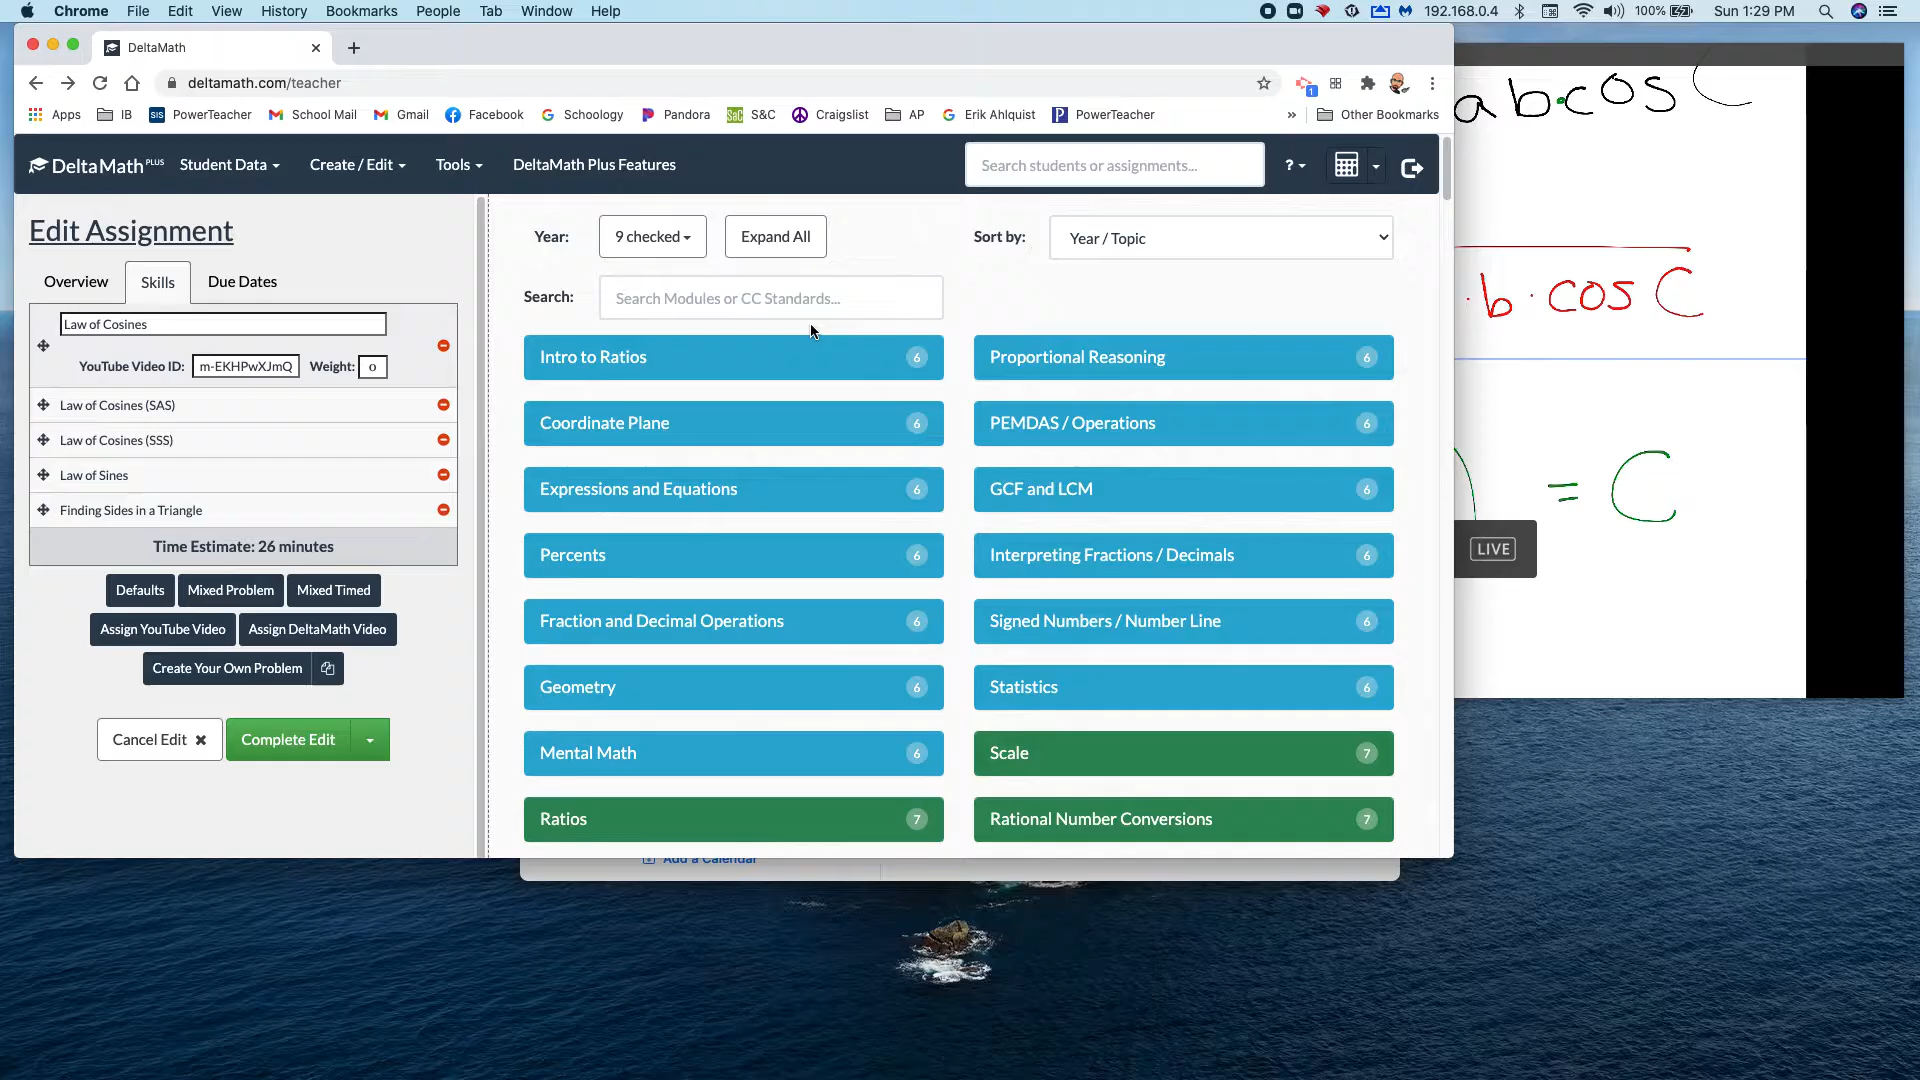 Chrome File Edit View History Bookmarks People Tab Window Help
192.168.0.4 100% Sun 1:29 PM
DeltaMath
deltamath.com/teacher
1
Apps IB SIS PowerTeacher School Mail Gmail Facebook Schoology Pandora S&C S&C Craigslist AP Erik Ahlquist PowerTeacher » Other Bookmarks
DeltaMath PLUS Student Data Create / Edit Tools DeltaMath Plus Features Search students or assignments... ?
Edit Assignment
Overview Skills Due Dates
Law of Cosines
YouTube Video ID: m-EKHPwXJmQ Weight: 0
Law of Cosines (SAS)
Law of Cosines (SSS)
Law of Sines
Finding Sides in a Triangle
Time Estimate: 26 minutes
Defaults Mixed Problem Mixed Timed
Assign YouTube Video Assign DeltaMath Video
Create Your Own Problem
Cancel Edit Complete Edit
Year: 9 checked Expand All Sort by: Year / Topic
Search: Search Modules or CC Standards...
Intro to Ratios 6 Proportional Reasoning 6
Coordinate Plane 6 PEMDAS / Operations 6
Expressions and Equations 6 GCF and LCM 6
Percents 6 Interpreting Fractions / Decimals 6
Fraction and Decimal Operations 6 Signed Numbers / Number Line 6
Geometry 6 Statistics 6
Mental Math 6 Scale 7
Ratios 7 Rational Number Conversions 7
Add a Calendar
ab·cos C
·b·cos C
= C
LIVE